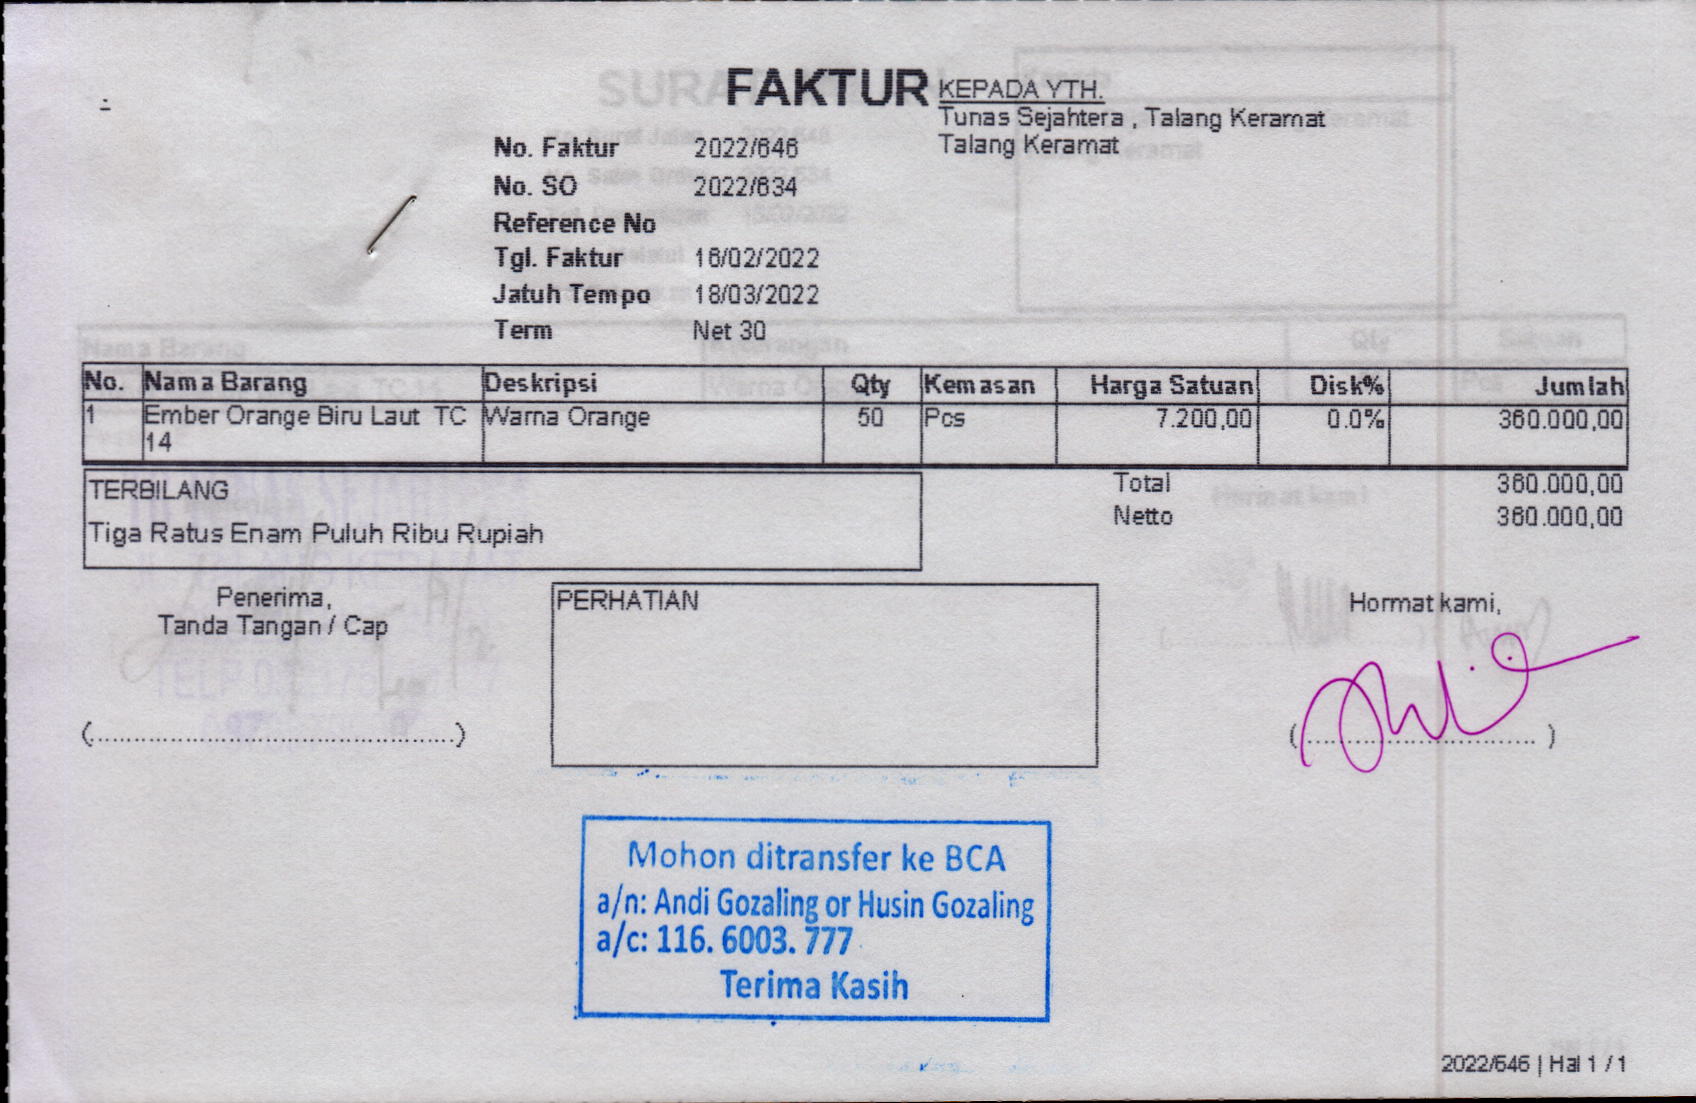 FAKTUR
KEPADA YTH.
Tunas Sejahtera , Talang Keramat
Talang Keramat
No. Faktur 2022/646
No. SO 2022/634
Reference No
Tgl. Faktur 16/02/2022
Jatuh Tempo 18/03/2022
Term Net 30
No. Nama Barang Deskripsi Qty Kemasan Harga Satuan Disk% Jumlah
1 Ember Orange Biru Laut TC Warna Orange 50 Pcs 7.200,00 0.0% 360.000,00
14
TERBILANG
Tiga Ratus Enam Puluh Ribu Rupiah
Total 360.000,00
Netto 360.000,00
Penerima,
Tanda Tangan / Cap
(....................................................)
PERHATIAN
Hormat kami,
(................................ )
Mohon ditransfer ke BCA
a/n: Andi Gozaling or Husin Gozaling
a/c: 116. 6003. 777
Terima Kasih
2022/646 | Hal 1 / 1